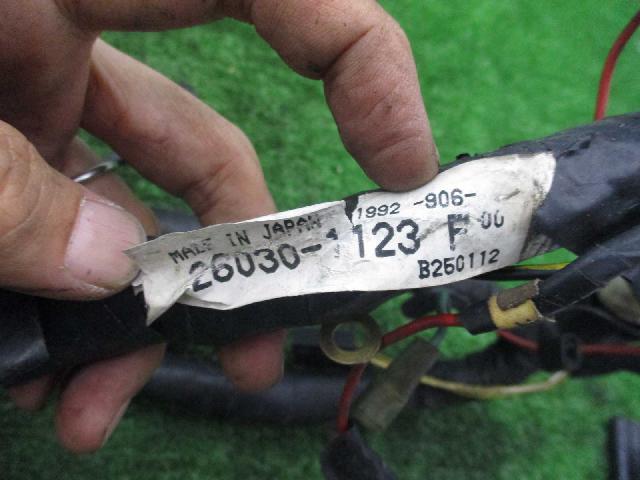 1992 -906-
MADE IN JAPAN
26030-1123 F 00
B250112